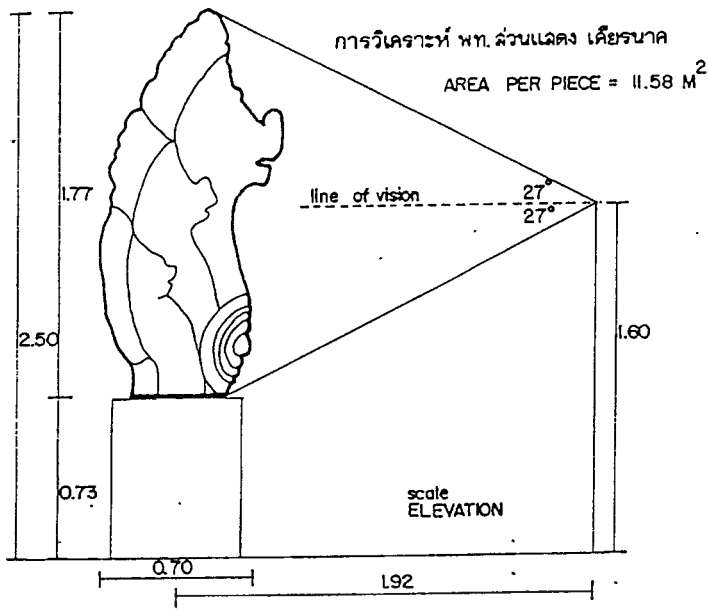 การวิเคราะห์ พท. ส่วนแสดง เศียรนาค
AREA PER PIECE = 11.58 M²
1.77
line of vision
27°
27°
2.50
1.60
0.73
scale
ELEVATION
0.70
1.92